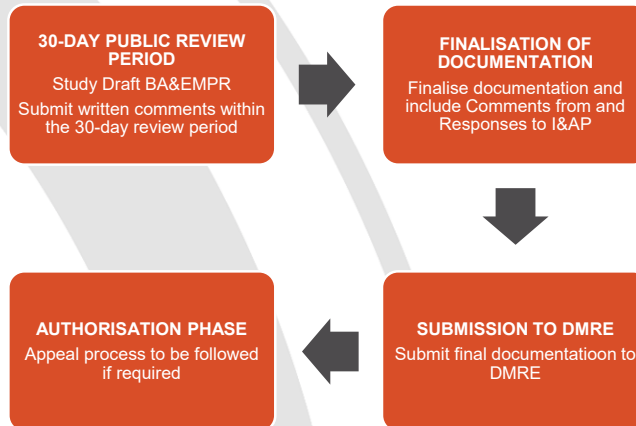 30-DAY PUBLIC REVIEW
PERIOD
Study Draft BA&EMPR
Submit written comments within
the 30-day review period
FINALISATION OF
DOCUMENTATION
Finalise documentation and
include Comments from and
Responses to I&AP
SUBMISSION TO DMRE
Submit final documentatioon to
DMRE
AUTHORISATION PHASE
Appeal process to be followed
if required